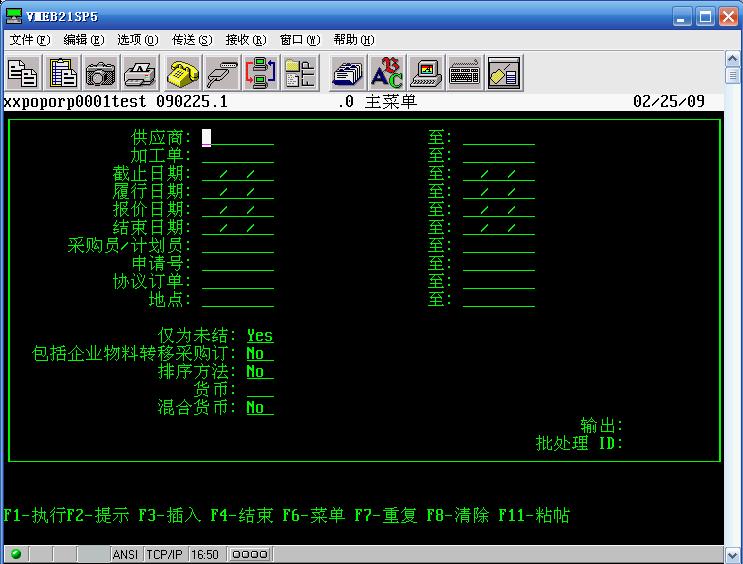 VMEB21SP5
文件(F) 编辑(E) 选项(O) 传送(S) 接收(R) 窗口(W) 帮助(H)
xxpoporp0001test 090225.1 .0 主菜单 02/25/09
供应商: 至:
加工单: 至:
截止日期: / / 至: / /
履行日期: / / 至: / /
报价日期: / / 至: / /
结束日期: / / 至: / /
采购员/计划员: 至:
申请号: 至:
协议订单: 至:
地点: 至:
仅为未结: Yes
包括企业物料转移采购订: No
排序方法: No
货币:
混合货币: No
输出:
批处理 ID:
F1-执行F2-提示 F3-插入 F4-结束 F6-菜单 F7-重复 F8-清除 F11-粘帖
ANSI TCP/IP 16:50